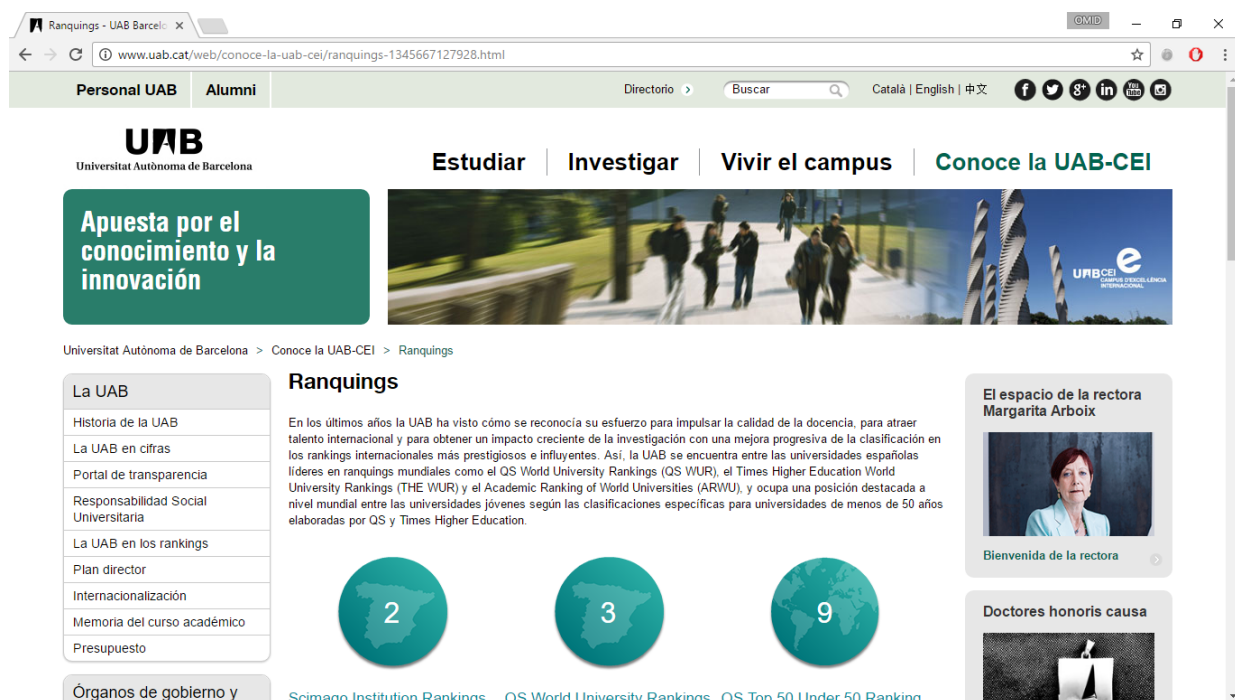 Ranquings - UAB Barcelo
OMID
www.uab.cat/web/conoce-la-uab-cei/ranquings-1345667127928.html
Personal UAB Alumni Directorio Buscar Català | English | 中文
UAB
Universitat Autònoma de Barcelona
Estudiar Investigar Vivir el campus Conoce la UAB-CEI
Apuesta por el
conocimiento y la
innovación
UAB CEI
CAMPUS D'EXCEL·LÈNCIA
INTERNACIONAL
Universitat Autònoma de Barcelona > Conoce la UAB-CEI > Ranquings
La UAB
Historia de la UAB
La UAB en cifras
Portal de transparencia
Responsabilidad Social
Universitaria
La UAB en los rankings
Plan director
Internacionalización
Memoria del curso académico
Presupuesto
Órganos de gobierno y
Ranquings
En los últimos años la UAB ha visto cómo se reconocía su esfuerzo para impulsar la calidad de la docencia, para atraer
talento internacional y para obtener un impacto creciente de la investigación con una mejora progresiva de la clasificación en
los rankings internacionales más prestigiosos e influyentes. Así, la UAB se encuentra entre las universidades españolas
líderes en ranquings mundiales como el QS World University Rankings (QS WUR), el Times Higher Education World
University Rankings (THE WUR) y el Academic Ranking of World Universities (ARWU), y ocupa una posición destacada a
nivel mundial entre las universidades jóvenes según las clasificaciones específicas para universidades de menos de 50 años
elaboradas por QS y Times Higher Education.
2 3 9
Scimago Institution Rankings QS World University Rankings QS Top 50 Under 50 Ranking
El espacio de la rectora
Margarita Arboix
Bienvenida de la rectora
Doctores honoris causa